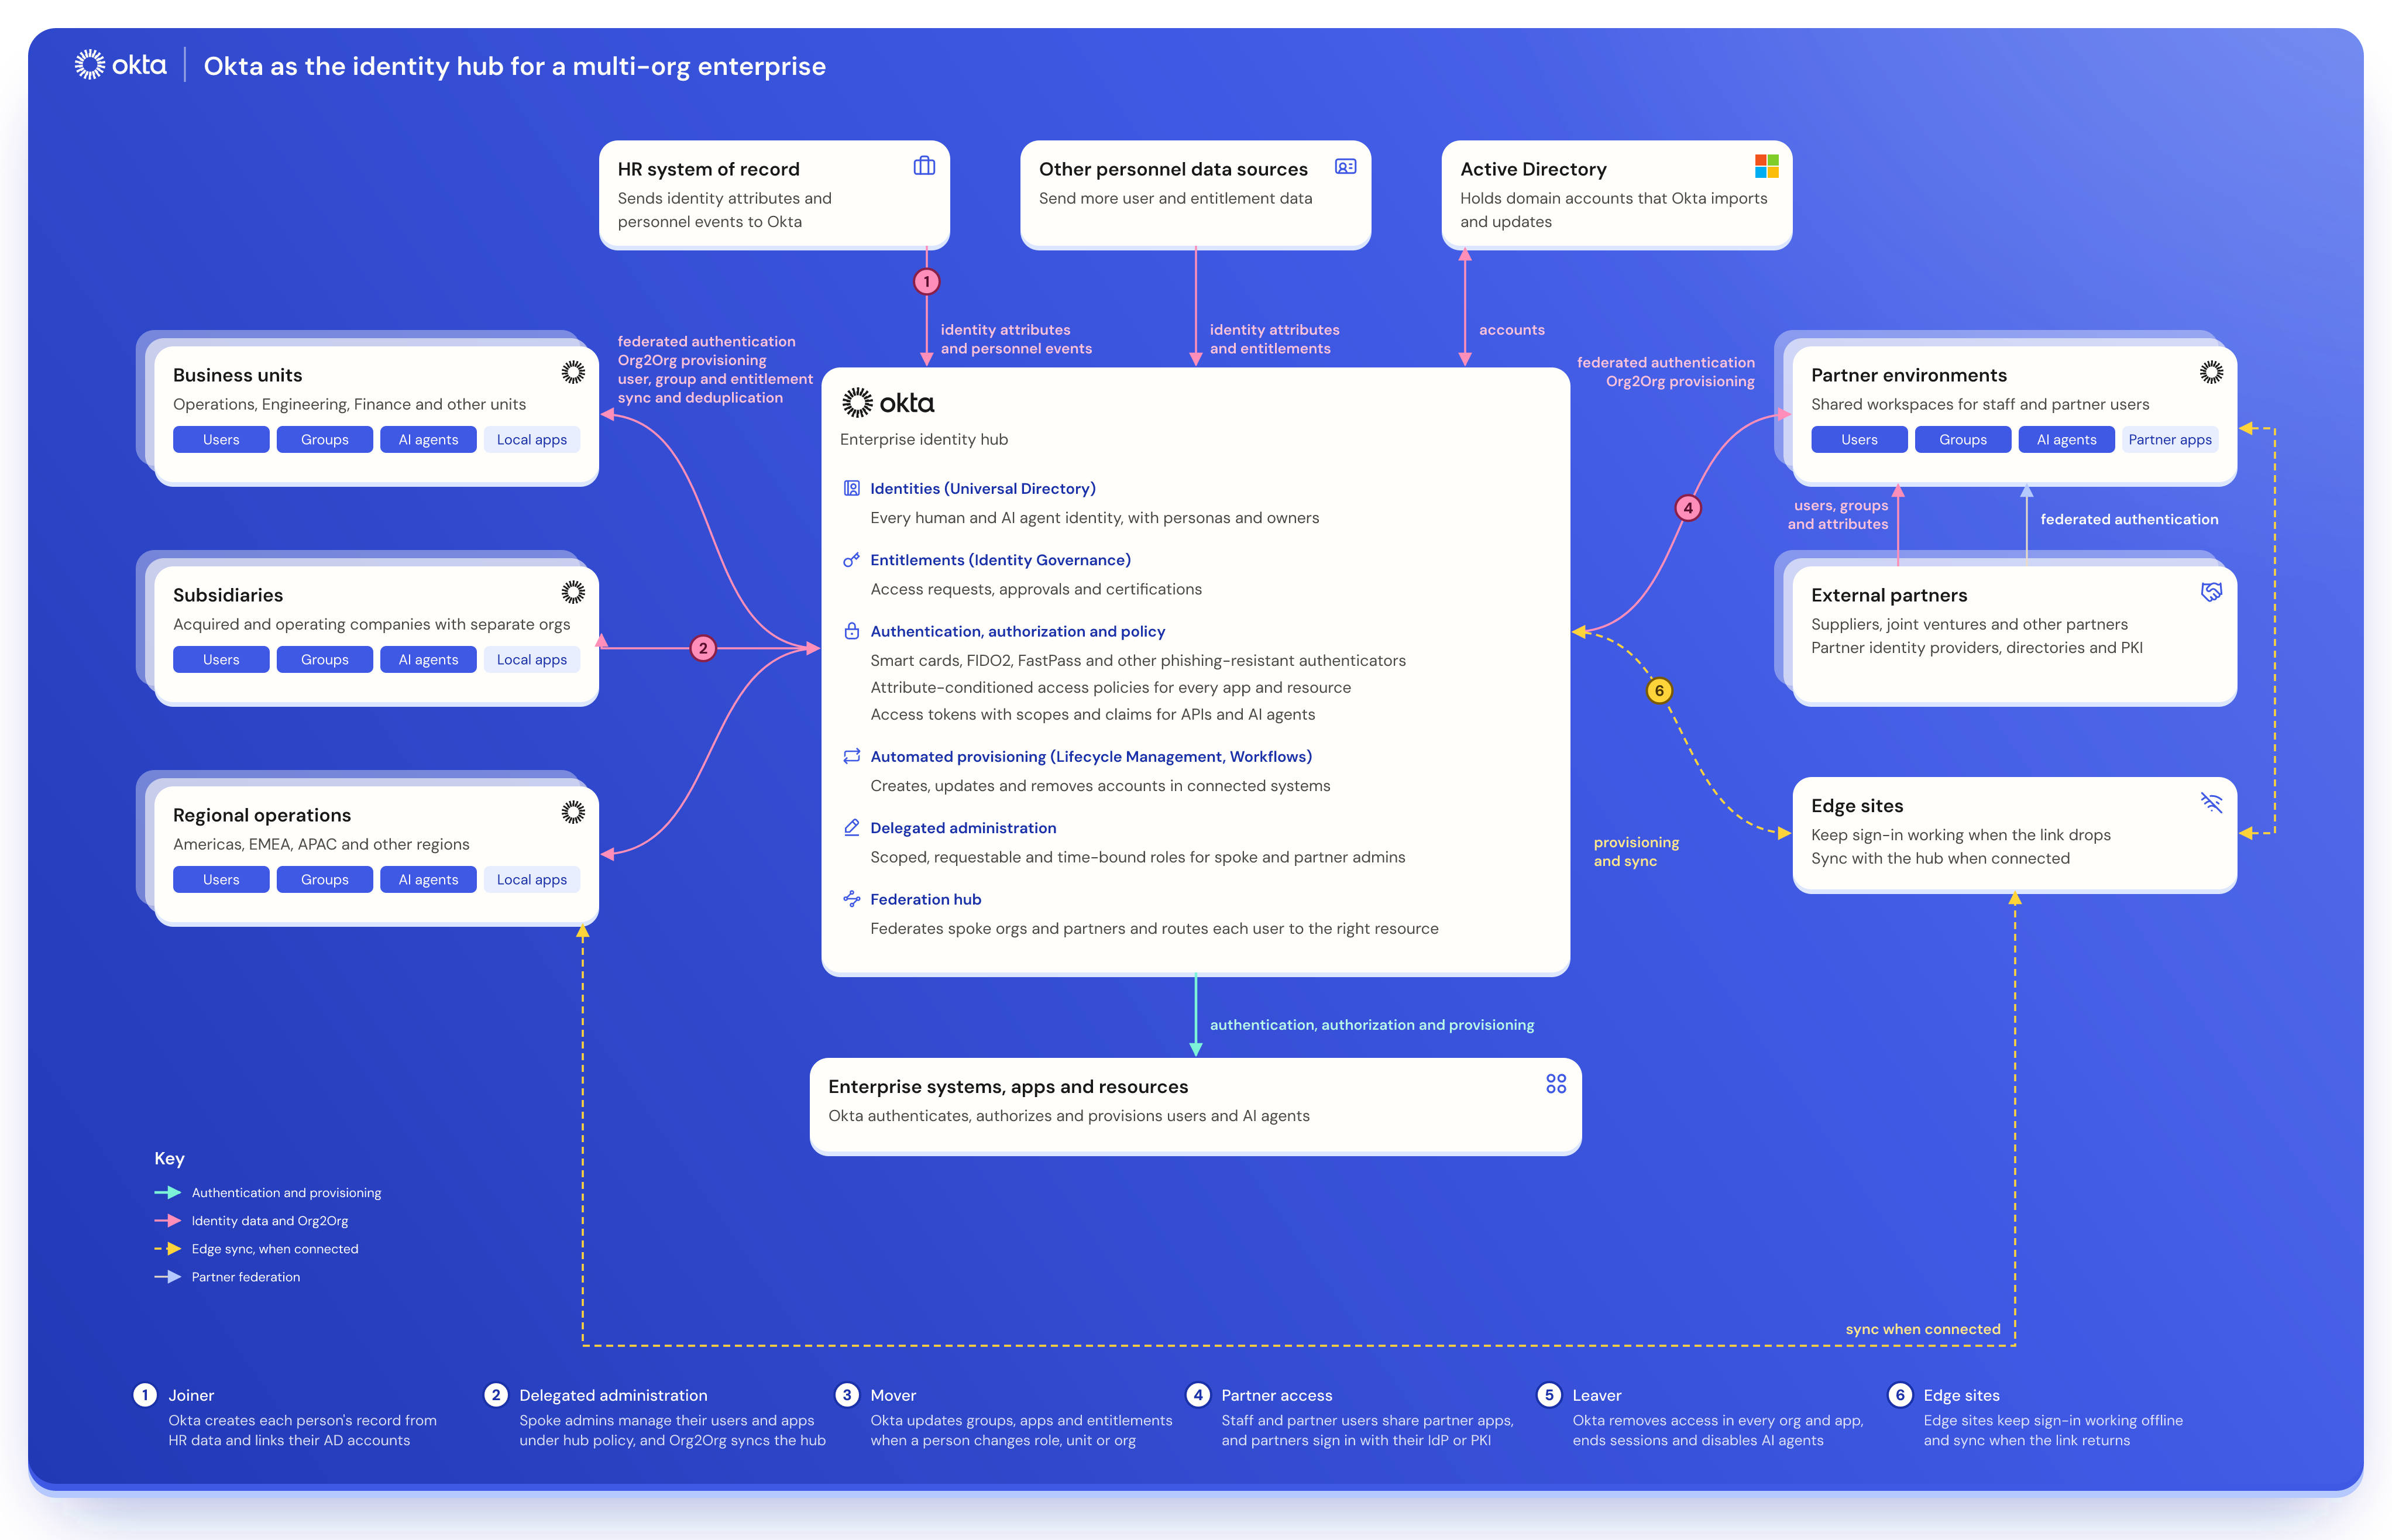 okta
Okta as the identity hub for a multi-org enterprise
HR system of record
Sends identity attributes and
personnel events to Okta
Other personnel data sources
Send more user and entitlement data
Active Directory
Holds domain accounts that Okta imports
and updates
1
identity attributes
and personnel events
identity attributes
and entitlements
accounts
federated authentication
Org2Org provisioning
user, group and entitlement
sync and deduplication
federated authentication
Org2Org provisioning
Business units
Operations, Engineering, Finance and other units
Users
Groups
AI agents
Local apps
Subsidiaries
Acquired and operating companies with separate orgs
Users
Groups
AI agents
Local apps
2
Regional operations
Americas, EMEA, APAC and other regions
Users
Groups
AI agents
Local apps
okta
Enterprise identity hub
Identities (Universal Directory)
Every human and AI agent identity, with personas and owners
Entitlements (Identity Governance)
Access requests, approvals and certifications
Authentication, authorization and policy
Smart cards, FIDO2, FastPass and other phishing-resistant authenticators
Attribute-conditioned access policies for every app and resource
Access tokens with scopes and claims for APIs and AI agents
Automated provisioning (Lifecycle Management, Workflows)
Creates, updates and removes accounts in connected systems
Delegated administration
Scoped, requestable and time-bound roles for spoke and partner admins
Federation hub
Federates spoke orgs and partners and routes each user to the right resource
4
6
provisioning
and sync
Partner environments
Shared workspaces for staff and partner users
Users
Groups
AI agents
Partner apps
users, groups
and attributes
federated authentication
External partners
Suppliers, joint ventures and other partners
Partner identity providers, directories and PKI
Edge sites
Keep sign-in working when the link drops
Sync with the hub when connected
authentication, authorization and provisioning
Enterprise systems, apps and resources
Okta authenticates, authorizes and provisions users and AI agents
Key
Authentication and provisioning
Identity data and Org2Org
Edge sync, when connected
Partner federation
sync when connected
1
Joiner
Okta creates each person's record from
HR data and links their AD accounts
2
Delegated administration
Spoke admins manage their users and apps
under hub policy, and Org2Org syncs the hub
3
Mover
Okta updates groups, apps and entitlements
when a person changes role, unit or org
4
Partner access
Staff and partner users share partner apps,
and partners sign in with their IdP or PKI
5
Leaver
Okta removes access in every org and app,
ends sessions and disables AI agents
6
Edge sites
Edge sites keep sign-in working offline
and sync when the link returns